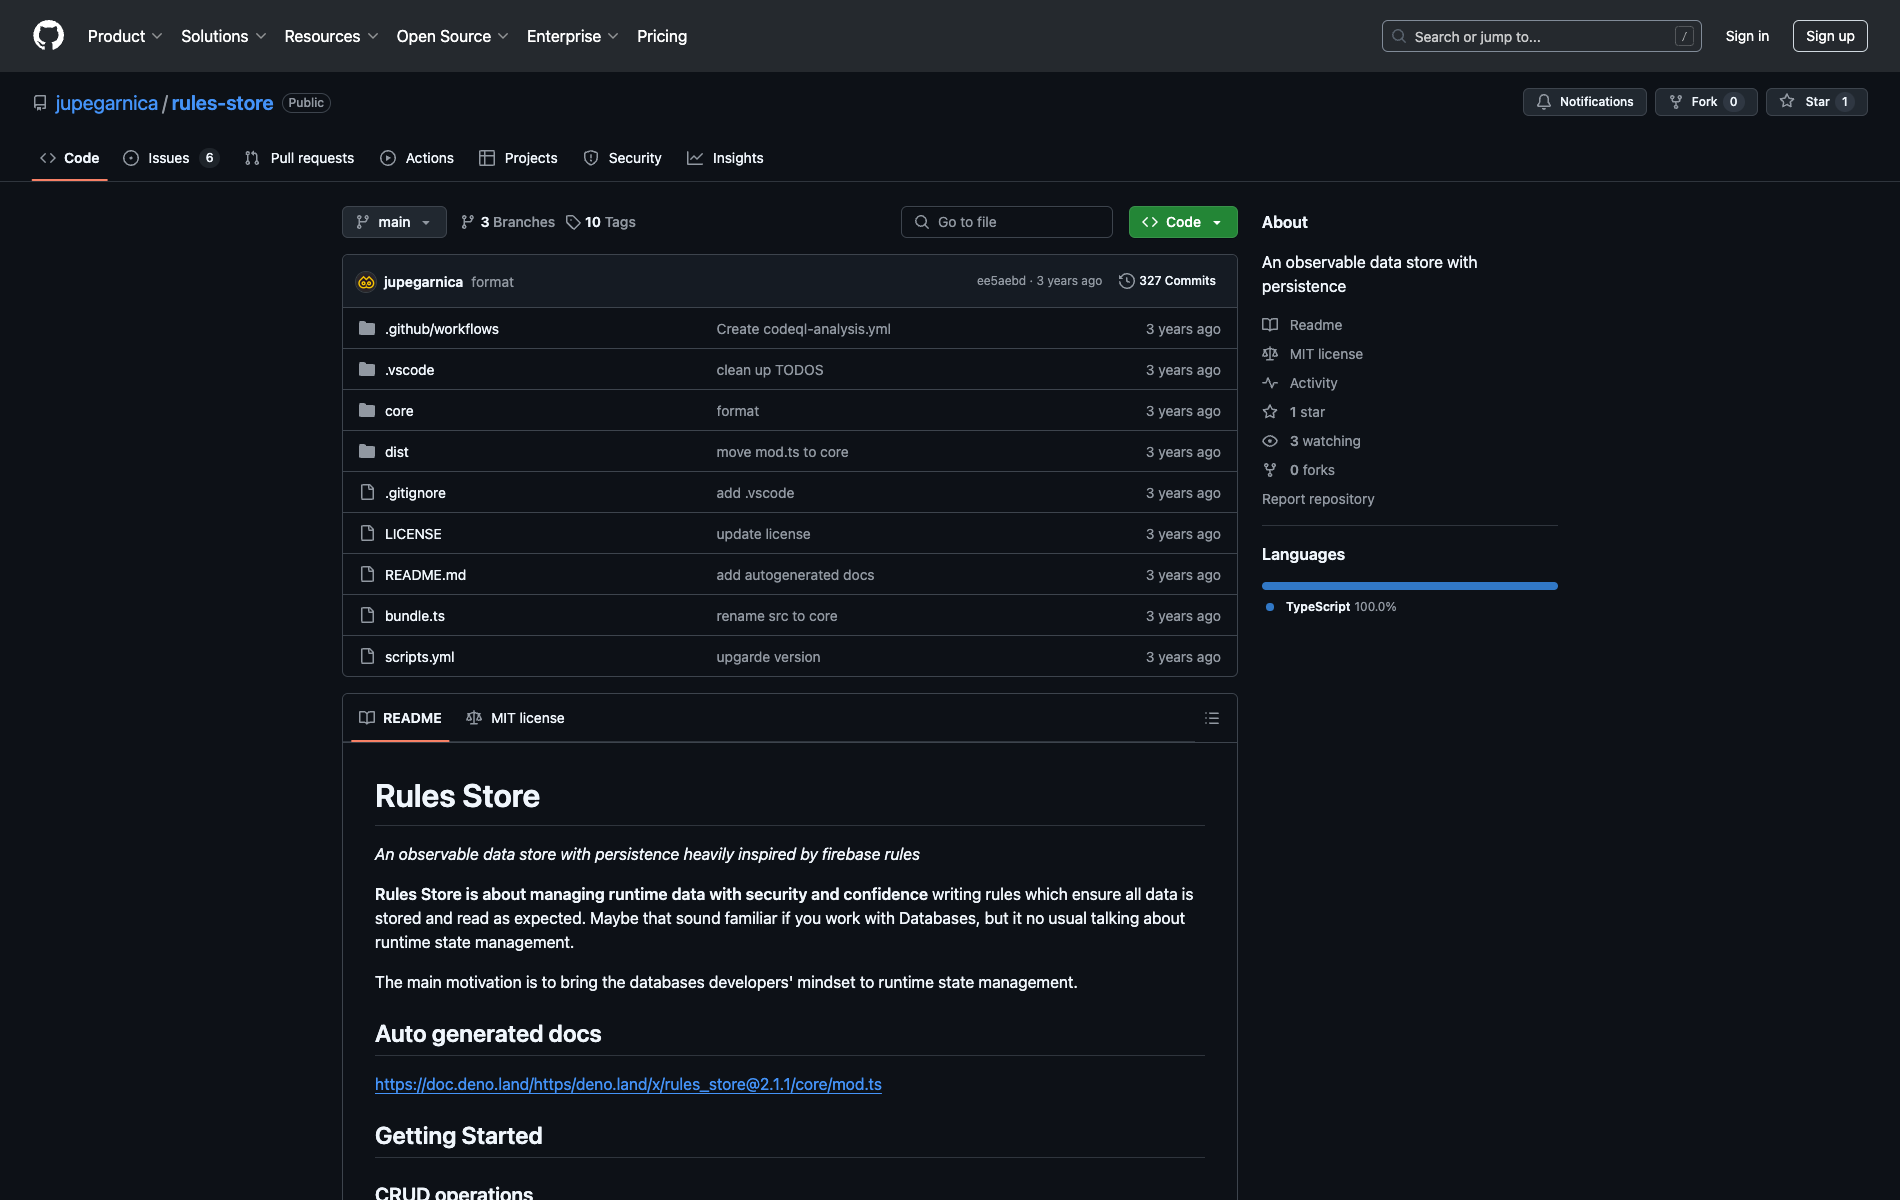 Product Solutions Resources Open Source Enterprise Pricing Search or jump to... / Sign in Sign up
jupegarnica / rules-store Public Notifications Fork 0 Star 1
Code Issues 6 Pull requests Actions Projects Security Insights
main 3 Branches 10 Tags Go to file Code
jupegarnica format ee5aebd · 3 years ago 327 Commits
.github/workflows Create codeql-analysis.yml 3 years ago
.vscode clean up TODOS 3 years ago
core format 3 years ago
dist move mod.ts to core 3 years ago
.gitignore add .vscode 3 years ago
LICENSE update license 3 years ago
README.md add autogenerated docs 3 years ago
bundle.ts rename src to core 3 years ago
scripts.yml upgarde version 3 years ago
README MIT license
Rules Store
An observable data store with persistence heavily inspired by firebase rules
Rules Store is about managing runtime data with security and confidence writing rules which ensure all data is
stored and read as expected. Maybe that sound familiar if you work with Databases, but it no usual talking about
runtime state management.
The main motivation is to bring the databases developers' mindset to runtime state management.
Auto generated docs
https://doc.deno.land/https/deno.land/x/rules_store@2.1.1/core/mod.ts
Getting Started
CRUD operations
About
An observable data store with
persistence
Readme
MIT license
Activity
1 star
3 watching
0 forks
Report repository
Languages
TypeScript 100.0%